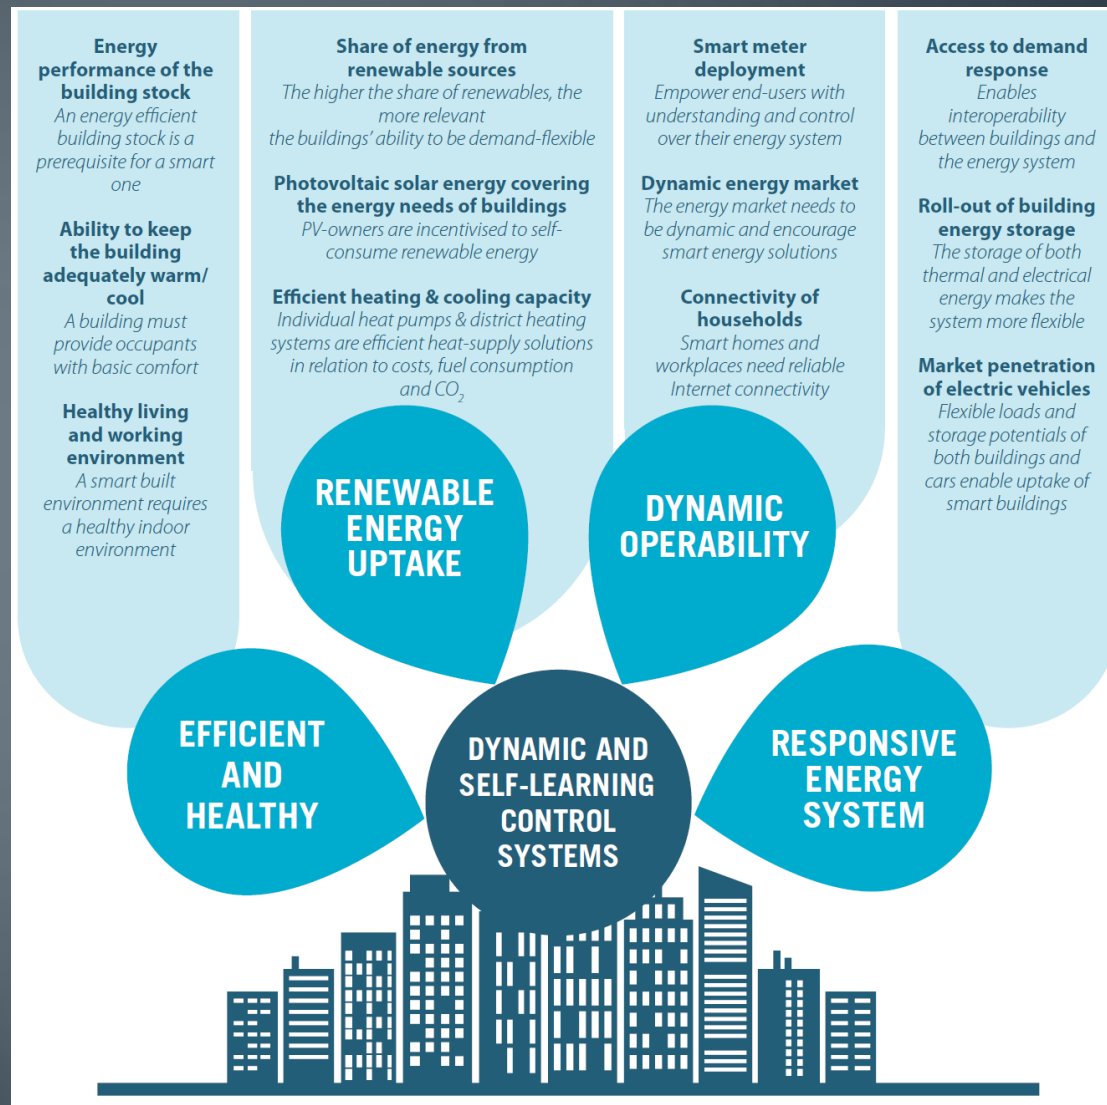 Energy
performance of the
building stock
An energy efficient
building stock is a
prerequisite for a smart
one
Ability to keep
the building
adequately warm/
cool
A building must
provide occupants
with basic comfort
Healthy living
and working
environment
A smart built
environment requires
a healthy indoor
environment
Share of energy from
renewable sources
The higher the share of renewables, the
more relevant
the buildings’ ability to be demand-flexible
Photovoltaic solar energy covering
the energy needs of buildings
PV-owners are incentivised to self-
consume renewable energy
Efficient heating & cooling capacity
Individual heat pumps & district heating
systems are efficient heat-supply solutions
in relation to costs, fuel consumption
and CO2
Smart meter
deployment
Empower end-users with
understanding and control
over their energy system
Dynamic energy market
The energy market needs to
be dynamic and encourage
smart energy solutions
Connectivity of
households
Smart homes and
workplaces need reliable
Internet connectivity
Access to demand
response
Enables
interoperability
between buildings and
the energy system
Roll-out of building
energy storage
The storage of both
thermal and electrical
energy makes the
system more flexible
Market penetration
of electric vehicles
Flexible loads and
storage potentials of
both buildings and
cars enable uptake of
smart buildings
RENEWABLE
ENERGY
UPTAKE
DYNAMIC
OPERABILITY
EFFICIENT
AND
HEALTHY
DYNAMIC AND
SELF-LEARNING
CONTROL
SYSTEMS
RESPONSIVE
ENERGY
SYSTEM